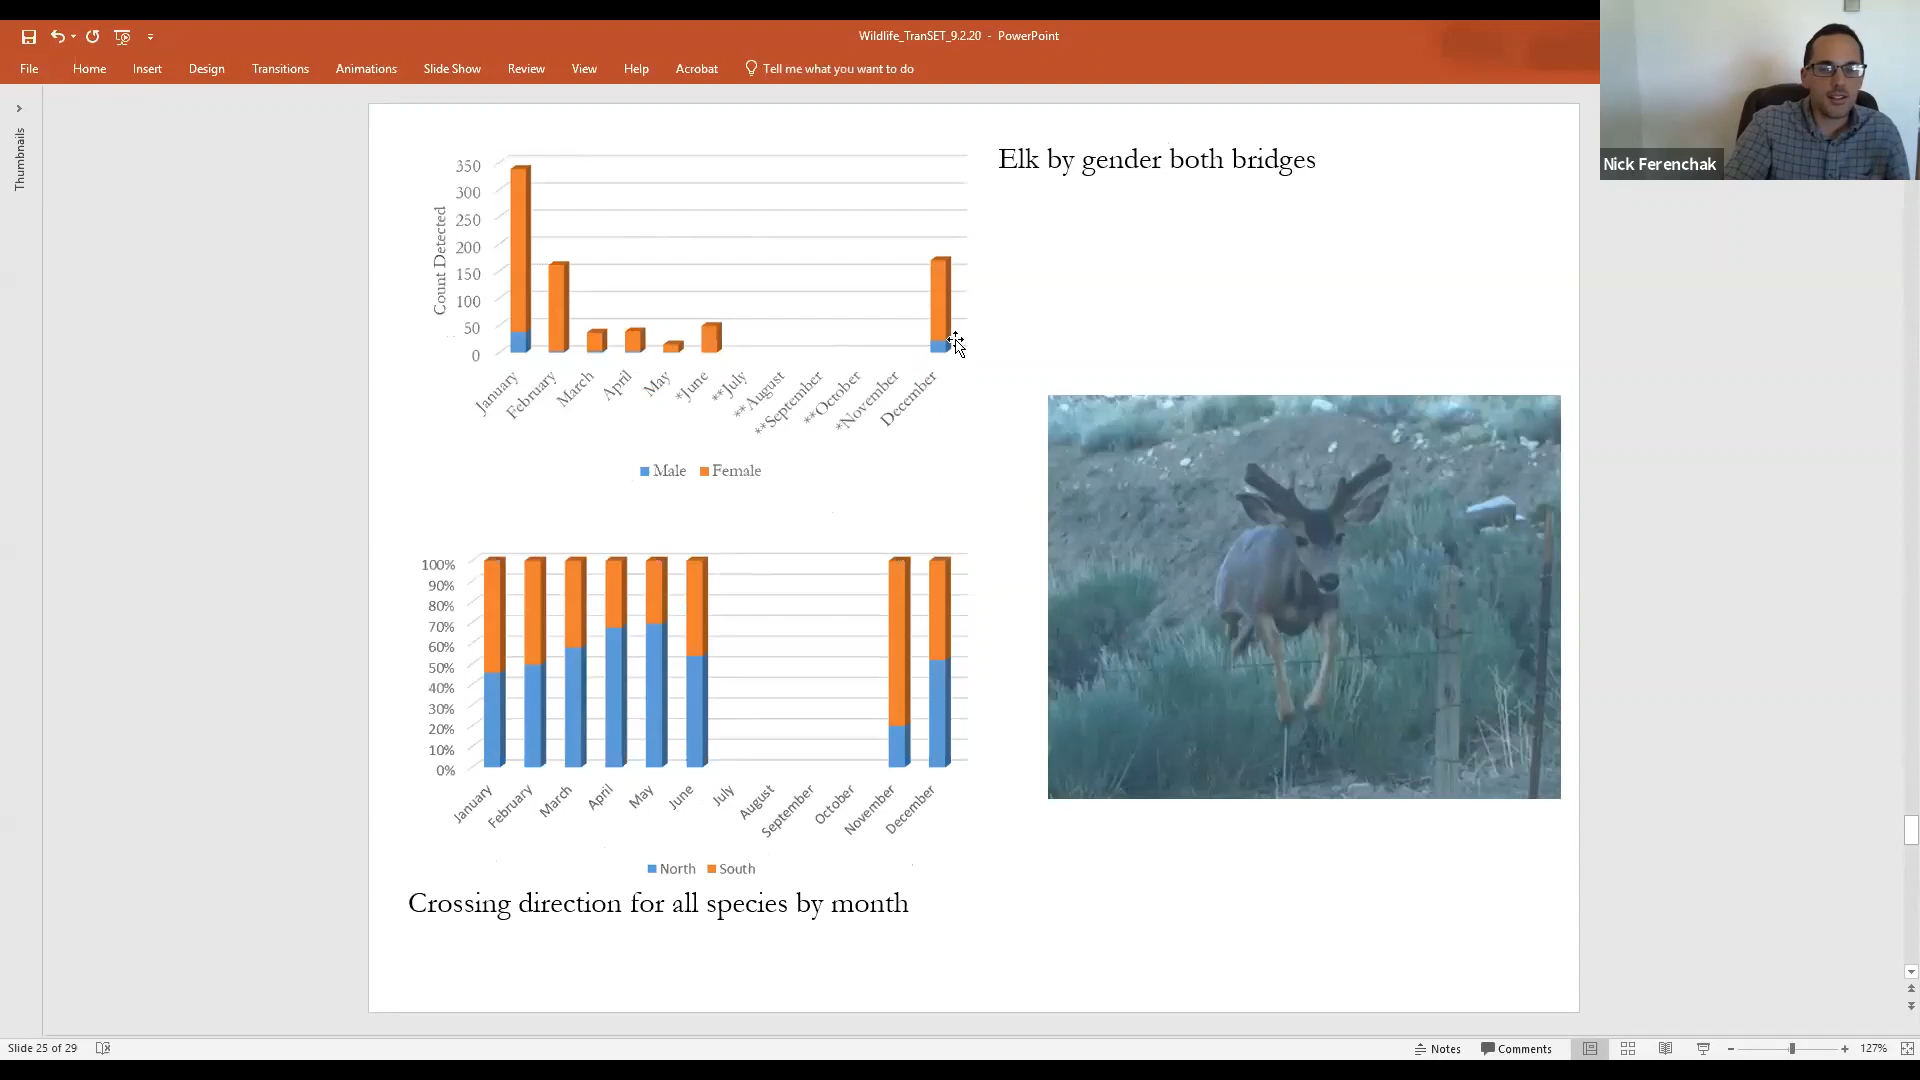 Wildlife_TranSET_9.2.20 - PowerPoint
File Home Insert Design Transitions Animations Slide Show Review View Help Acrobat Tell me what you want to do
Thumbnails
Nick Ferenchak
Elk by gender both bridges
Count Detected
350
300
250
200
150
100
50
0
January February March April May *June **July **August **September **October *November December
Male Female
100%
90%
80%
70%
60%
50%
40%
30%
20%
10%
0%
January February March April May June July August September October November December
North South
Crossing direction for all species by month
Slide 25 of 29 Notes Comments 127%